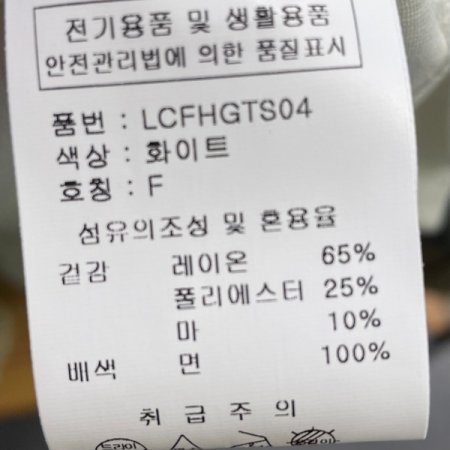 전기용품 및 생활용품
안전관리법에 의한 품질표시
품번 : LCFHGTS04
색상 : 화이트
호칭 : F
섬유의조성 및 혼용율
겉감 레이온 65%
폴리에스터 25%
마 10%
배색 면 100%
취급주의
드라이